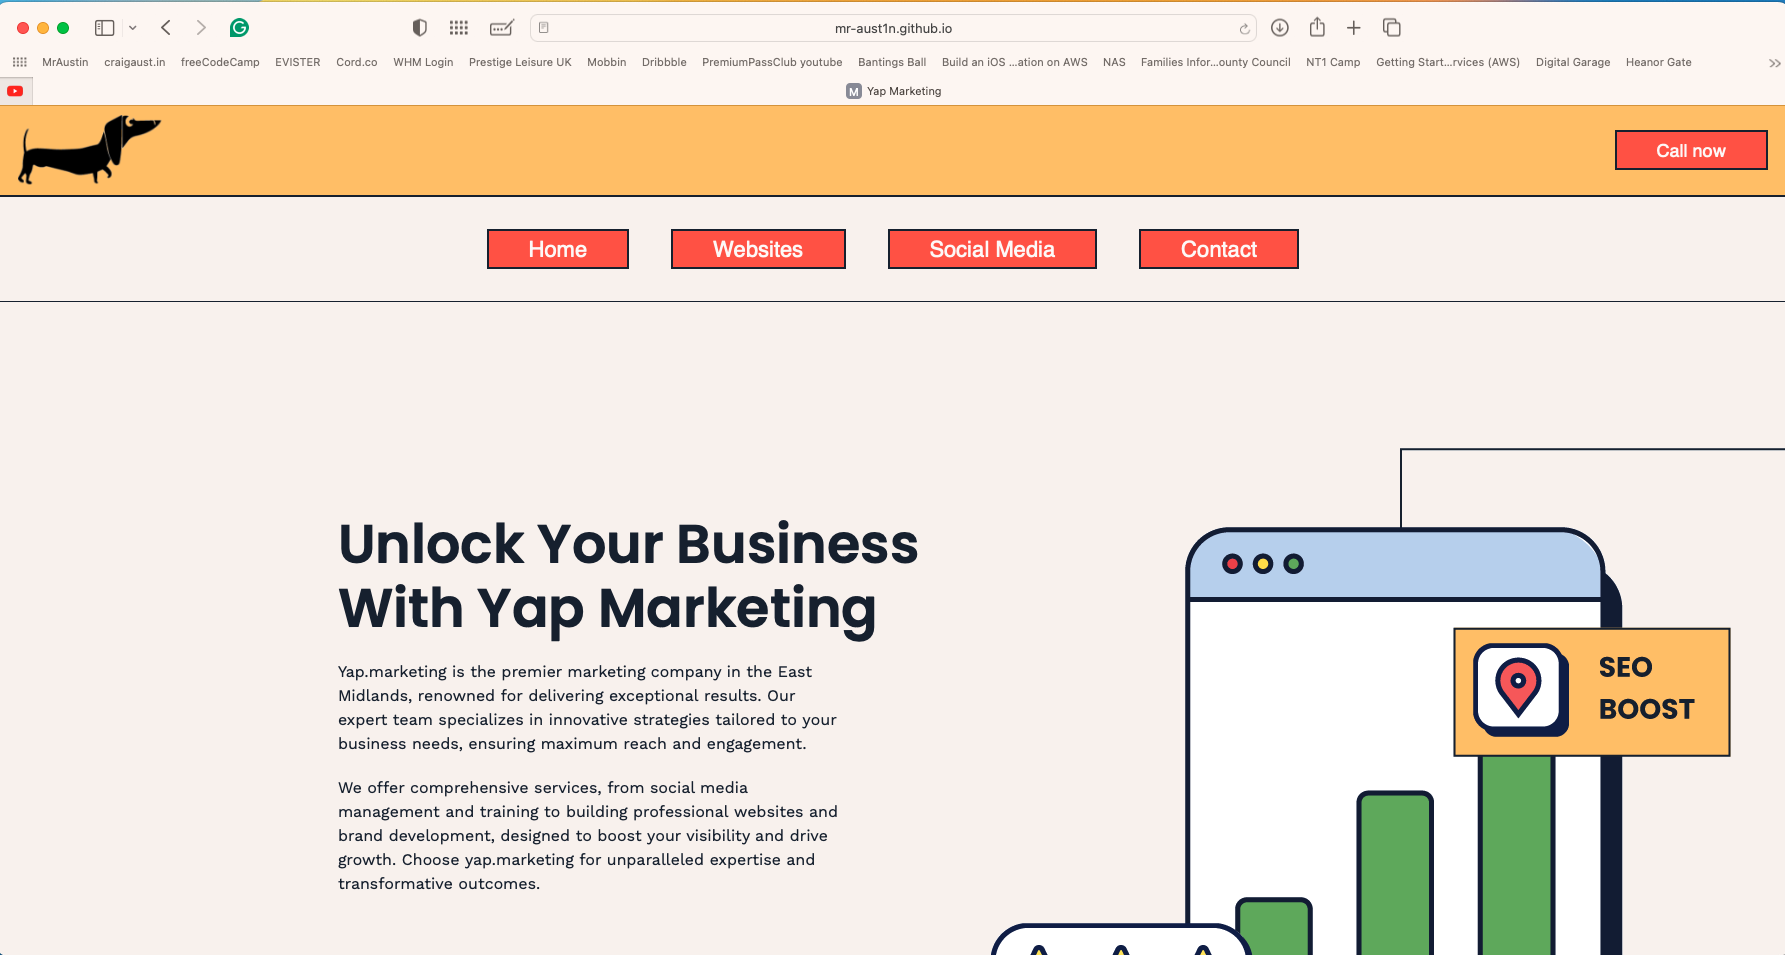 mr-aust1n.github.io
MrAustin craigaust.in freeCodeCamp EVISTER Cord.co WHM Login Prestige Leisure UK Mobbin Dribbble PremiumPassClub youtube Bantings Ball Build an iOS ...ation on AWS NAS Families Infor...ounty Council NT1 Camp Getting Start...rvices (AWS) Digital Garage Heanor Gate
M Yap Marketing
Call now
Home Websites Social Media Contact
Unlock Your Business
With Yap Marketing
Yap.marketing is the premier marketing company in the East
Midlands, renowned for delivering exceptional results. Our
expert team specializes in innovative strategies tailored to your
business needs, ensuring maximum reach and engagement.
We offer comprehensive services, from social media
management and training to building professional websites and
brand development, designed to boost your visibility and drive
growth. Choose yap.marketing for unparalleled expertise and
transformative outcomes.
SEO
BOOST